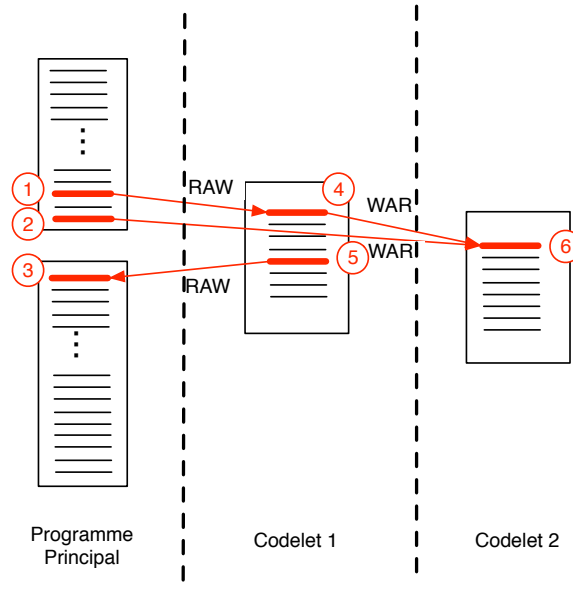 1
2
3
RAW
RAW
4
5
WAR
WAR
6
Programme
Principal
Codelet 1
Codelet 2